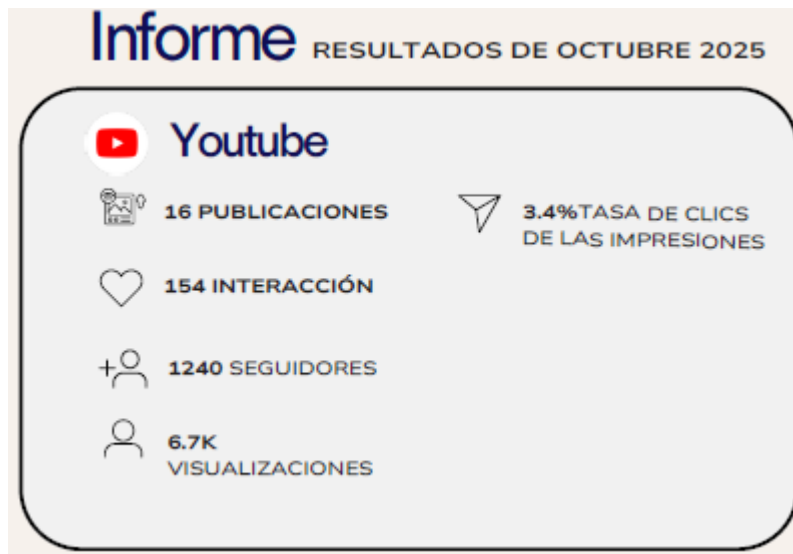 Informe RESULTADOS DE OCTUBRE 2025
Youtube
16 PUBLICACIONES
154 INTERACCIÓN
1240 SEGUIDORES
6.7K
VISUALIZACIONES
3.4%TASA DE CLICS
DE LAS IMPRESIONES